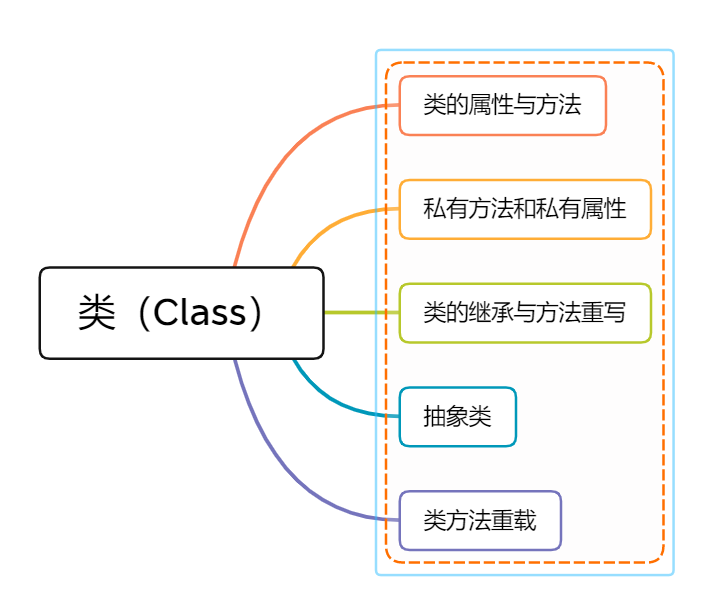 类的属性与方法
私有方法和私有属性
类（Class）
类的继承与方法重写
抽象类
类方法重载